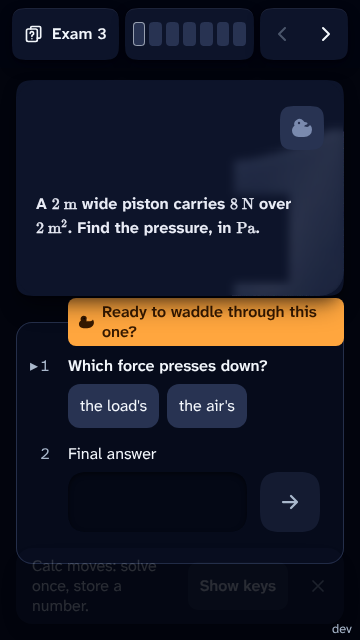 Exam 3
A 2 m wide piston carries 8 N over
2 m². Find the pressure, in Pa.
Ready to waddle through this
one?
▸1 Which force presses down?
the load's the air's
2 Final answer
Calc moves: solve
once, store a
number.
Show keys
dev